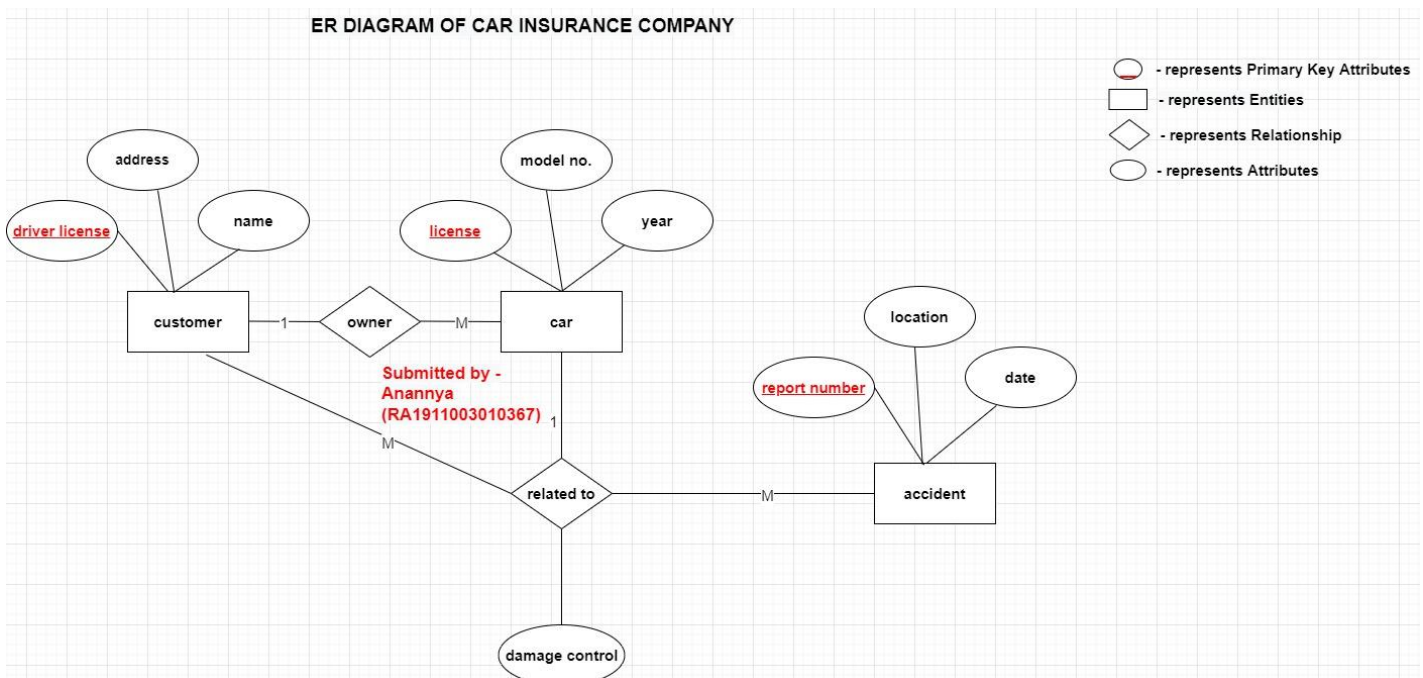 ER DIAGRAM OF CAR INSURANCE COMPANY
- represents Primary Key Attributes
- represents Entities
- represents Relationship
- represents Attributes
address
model no.
driver license
name
license
year
customer
1
owner
M
car
location
Submitted by -
Anannya
(RA1911003010367)
report number
date
1
M
related to
M
accident
damage control